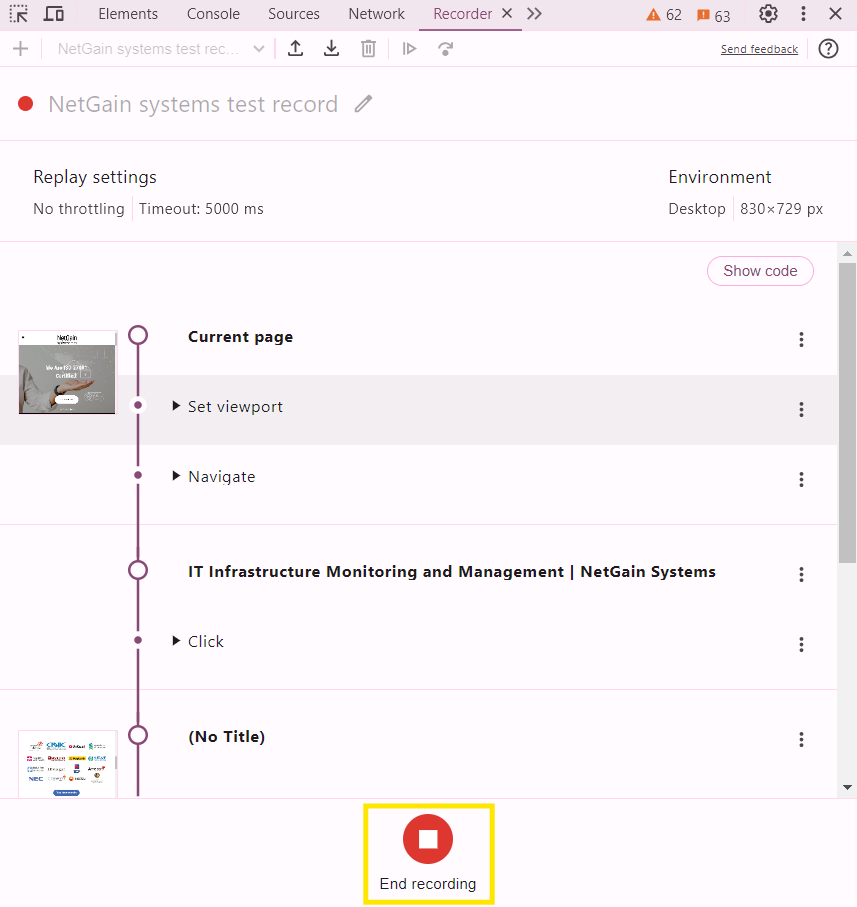 Elements Console Sources Network Recorder 62 63
NetGain systems test rec... Send feedback
NetGain systems test record
Replay settings Environment
No throttling Timeout: 5000 ms Desktop 830×729 px
Show code
Current page
NetGain
We Are ISO 27001
Certified
Set viewport
Navigate
IT Infrastructure Monitoring and Management | NetGain Systems
Click
(No Title)
NEC
End recording